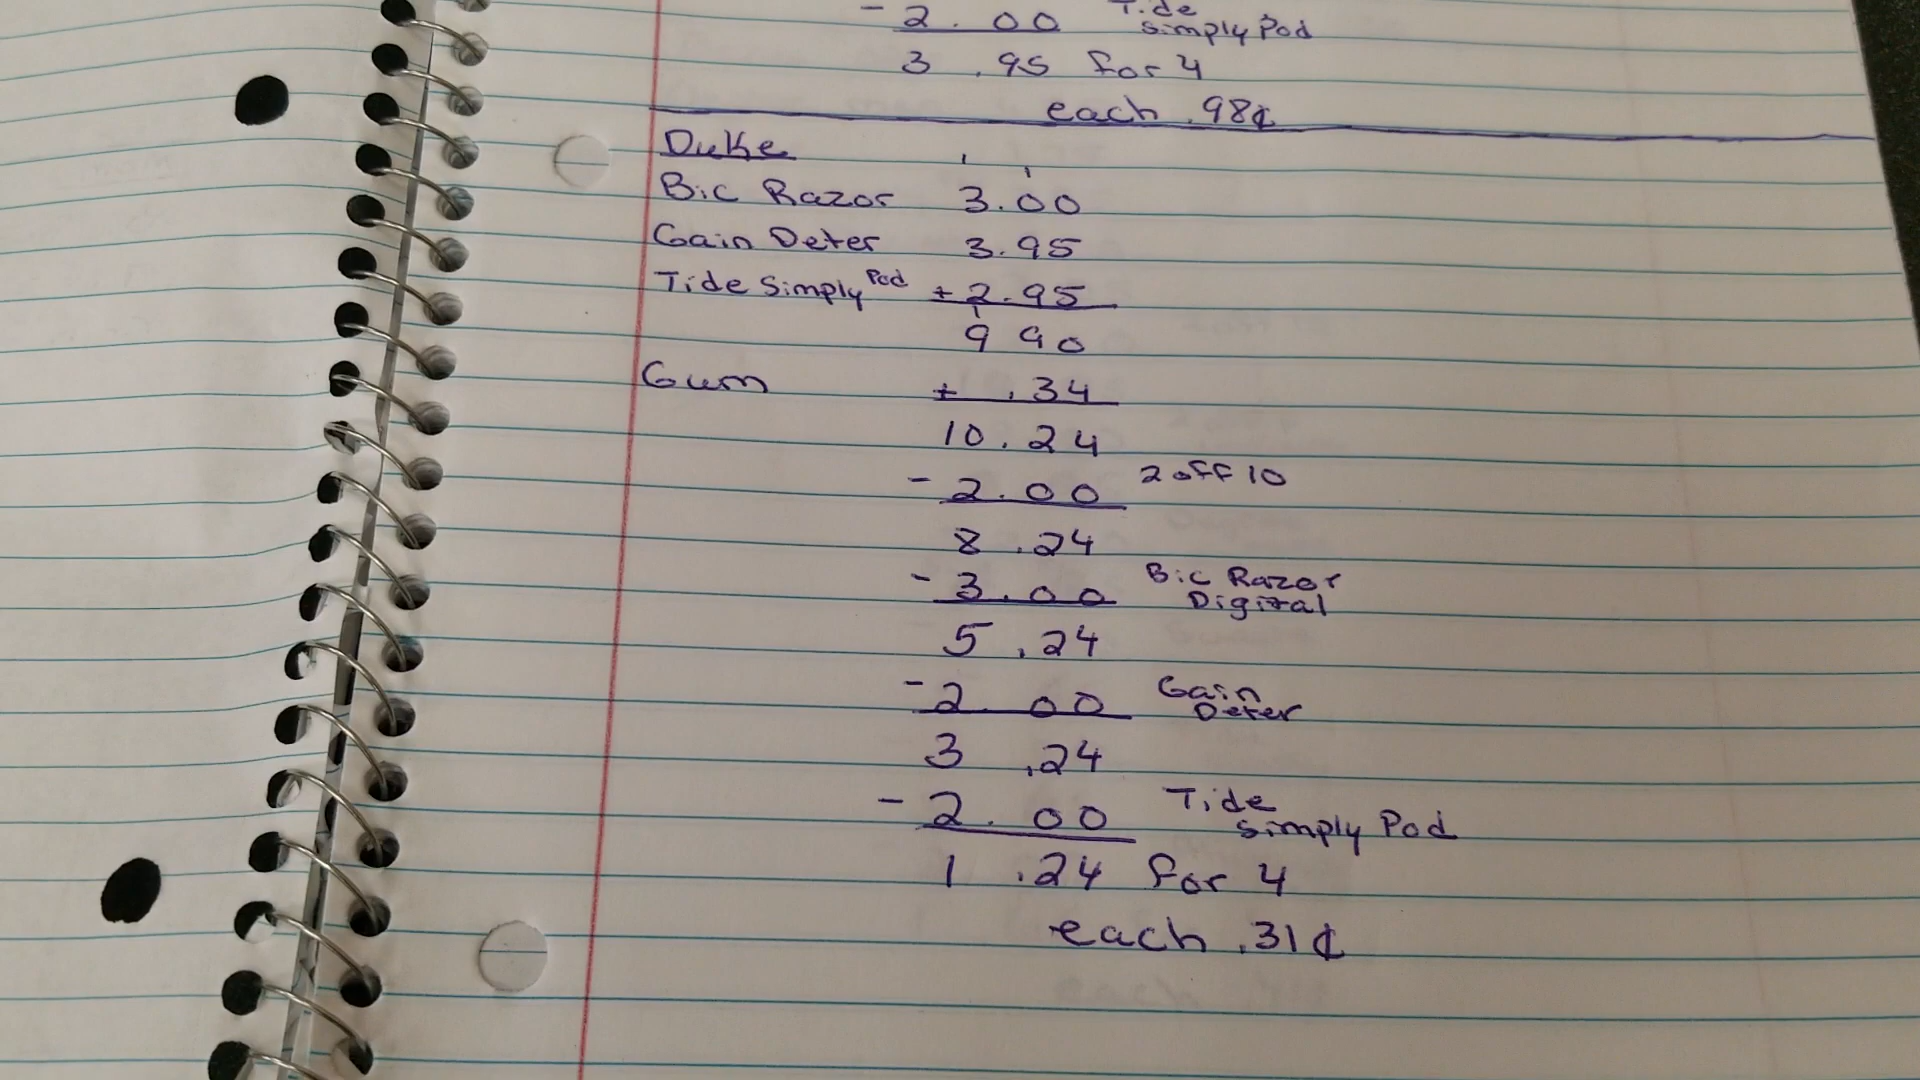 - 2.00 Tide
Simply Pod
3 .95 for 4
each .98¢
Duke
Bic Razor 3.00
Gain Deter 3.95
Tide Simply Pod + 2.95
9 90
Gum + .34
10.24
- 2.00 2 off 10
8 .24
- 3.00 Bic Razor
Digital
5 .24
- 2 00 Gain
Deter
3 .24
- 2.00 Tide
Simply Pod
1 .24 for 4
each .31¢